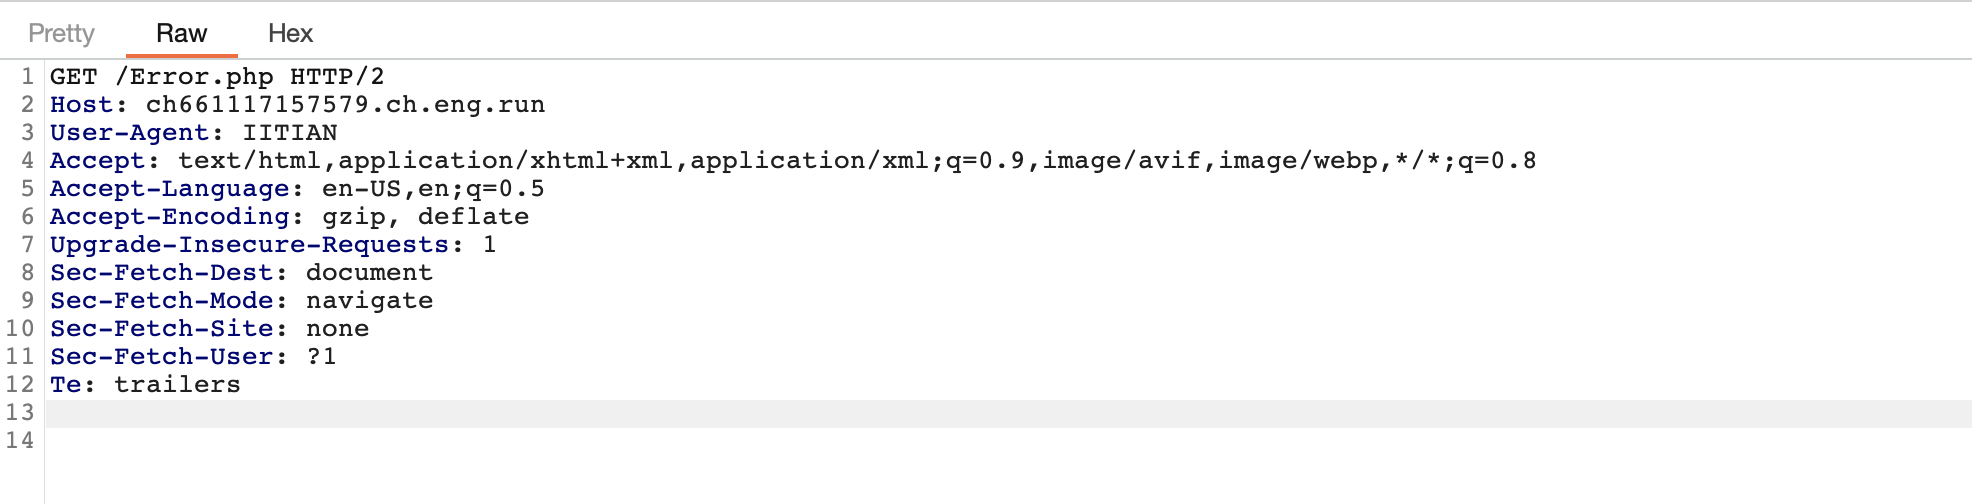 Pretty Raw Hex
1 GET /Error.php HTTP/2
2 Host: ch661117157579.ch.eng.run
3 User-Agent: IITIAN
4 Accept: text/html,application/xhtml+xml,application/xml;q=0.9,image/avif,image/webp,*/*;q=0.8
5 Accept-Language: en-US,en;q=0.5
6 Accept-Encoding: gzip, deflate
7 Upgrade-Insecure-Requests: 1
8 Sec-Fetch-Dest: document
9 Sec-Fetch-Mode: navigate
10 Sec-Fetch-Site: none
11 Sec-Fetch-User: ?1
12 Te: trailers
13
14